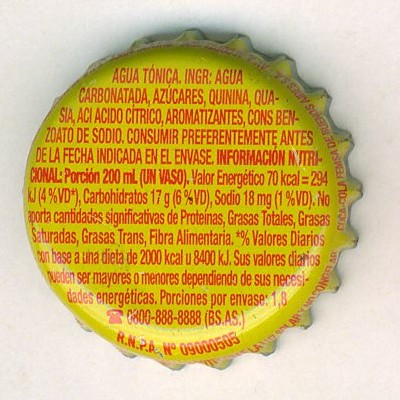 AGUA TÓNICA. INGR: AGUA
CARBONATADA, AZÚCARES, QUININA, QUA-
SIA, ACI ACIDO CÍTRICO, AROMATIZANTES, CONS BEN-
ZOATO DE SODIO. CONSUMIR PREFERENTEMENTE ANTES
DE LA FECHA INDICADA EN EL ENVASE. INFORMACIÓN NUTRI-
CIONAL: Porción 200 ml. (UN VASO). Valor Energético 70 kcal = 294
kJ (4 %VD*), Carbohidratos 17 g (6 %VD), Sodio 18 mg (1 %VD). No
aporta cantidades significativas de Proteínas, Grasas Totales, Grasas
Saturadas, Grasas Trans, Fibra Alimentaria. *% Valores Diarios
con base a una dieta de 2000 kcal u 8400 kJ. Sus valores diarios
pueden ser mayores o menores dependiendo de sus necesi-
dades energéticas. Porciones por envase: 1,8
☎ 0800-888-8888 (BS.AS.)
R.N.P.A. Nº 09000505